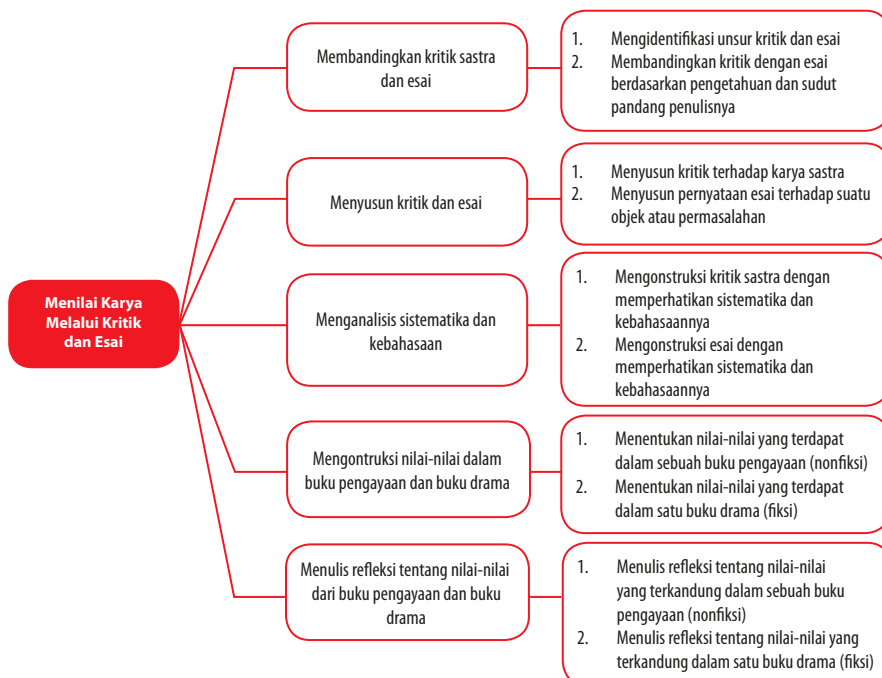 Menilai Karya
Melalui Kritik
dan Esai
Membandingkan kritik sastra
dan esai
1. Mengidentifikasi unsur kritik dan esai
2. Membandingkan kritik dengan esai
berdasarkan pengetahuan dan sudut
pandang penulisnya
Menyusun kritik dan esai
1. Menyusun kritik terhadap karya sastra
2. Menyusun pernyataan esai terhadap suatu
objek atau permasalahan
Menganalisis sistematika dan
kebahasaan
1. Mengonstruksi kritik sastra dengan
memperhatikan sistematika dan
kebahasaannya
2. Mengonstruksi esai dengan
memperhatikan sistematika dan
kebahasaannya
Mengontruksi nilai-nilai dalam
buku pengayaan dan buku drama
1. Menentukan nilai-nilai yang terdapat
dalam sebuah buku pengayaan (nonfiksi)
2. Menentukan nilai-nilai yang terdapat
dalam satu buku drama (fiksi)
Menulis refleksi tentang nilai-nilai
dari buku pengayaan dan buku
drama
1. Menulis refleksi tentang nilai-nilai
yang terkandung dalam sebuah buku
pengayaan (nonfiksi)
2. Menulis refleksi tentang nilai-nilai yang
terkandung dalam satu buku drama (fiksi)